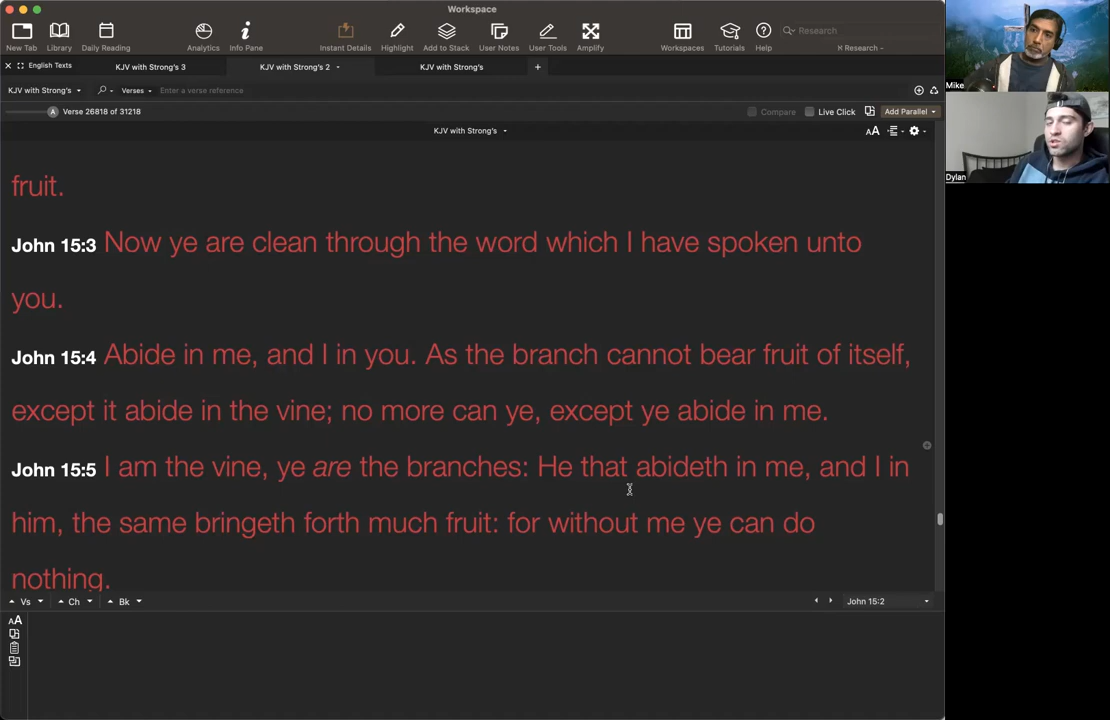 Workspace
New Tab Library Daily Reading Analytics Info Pane Instant Details Highlight Add to Stack User Notes User Tools Amplify Workspaces Tutorials Help Research
Research
English Texts KJV with Strong's 3 KJV with Strong's 2 KJV with Strong's
KJV with Strong's Verses Enter a verse reference
A Verse 26818 of 31218 Compare Live Click Add Parallel
KJV with Strong's AA
fruit.
John 15:3 Now ye are clean through the word which I have spoken unto
you.
John 15:4 Abide in me, and I in you. As the branch cannot bear fruit of itself,
except it abide in the vine; no more can ye, except ye abide in me.
John 15:5 I am the vine, ye are the branches: He that abideth in me, and I in
him, the same bringeth forth much fruit: for without me ye can do
nothing.
Vs Ch Bk John 15:2
AA
Mike
Dylan